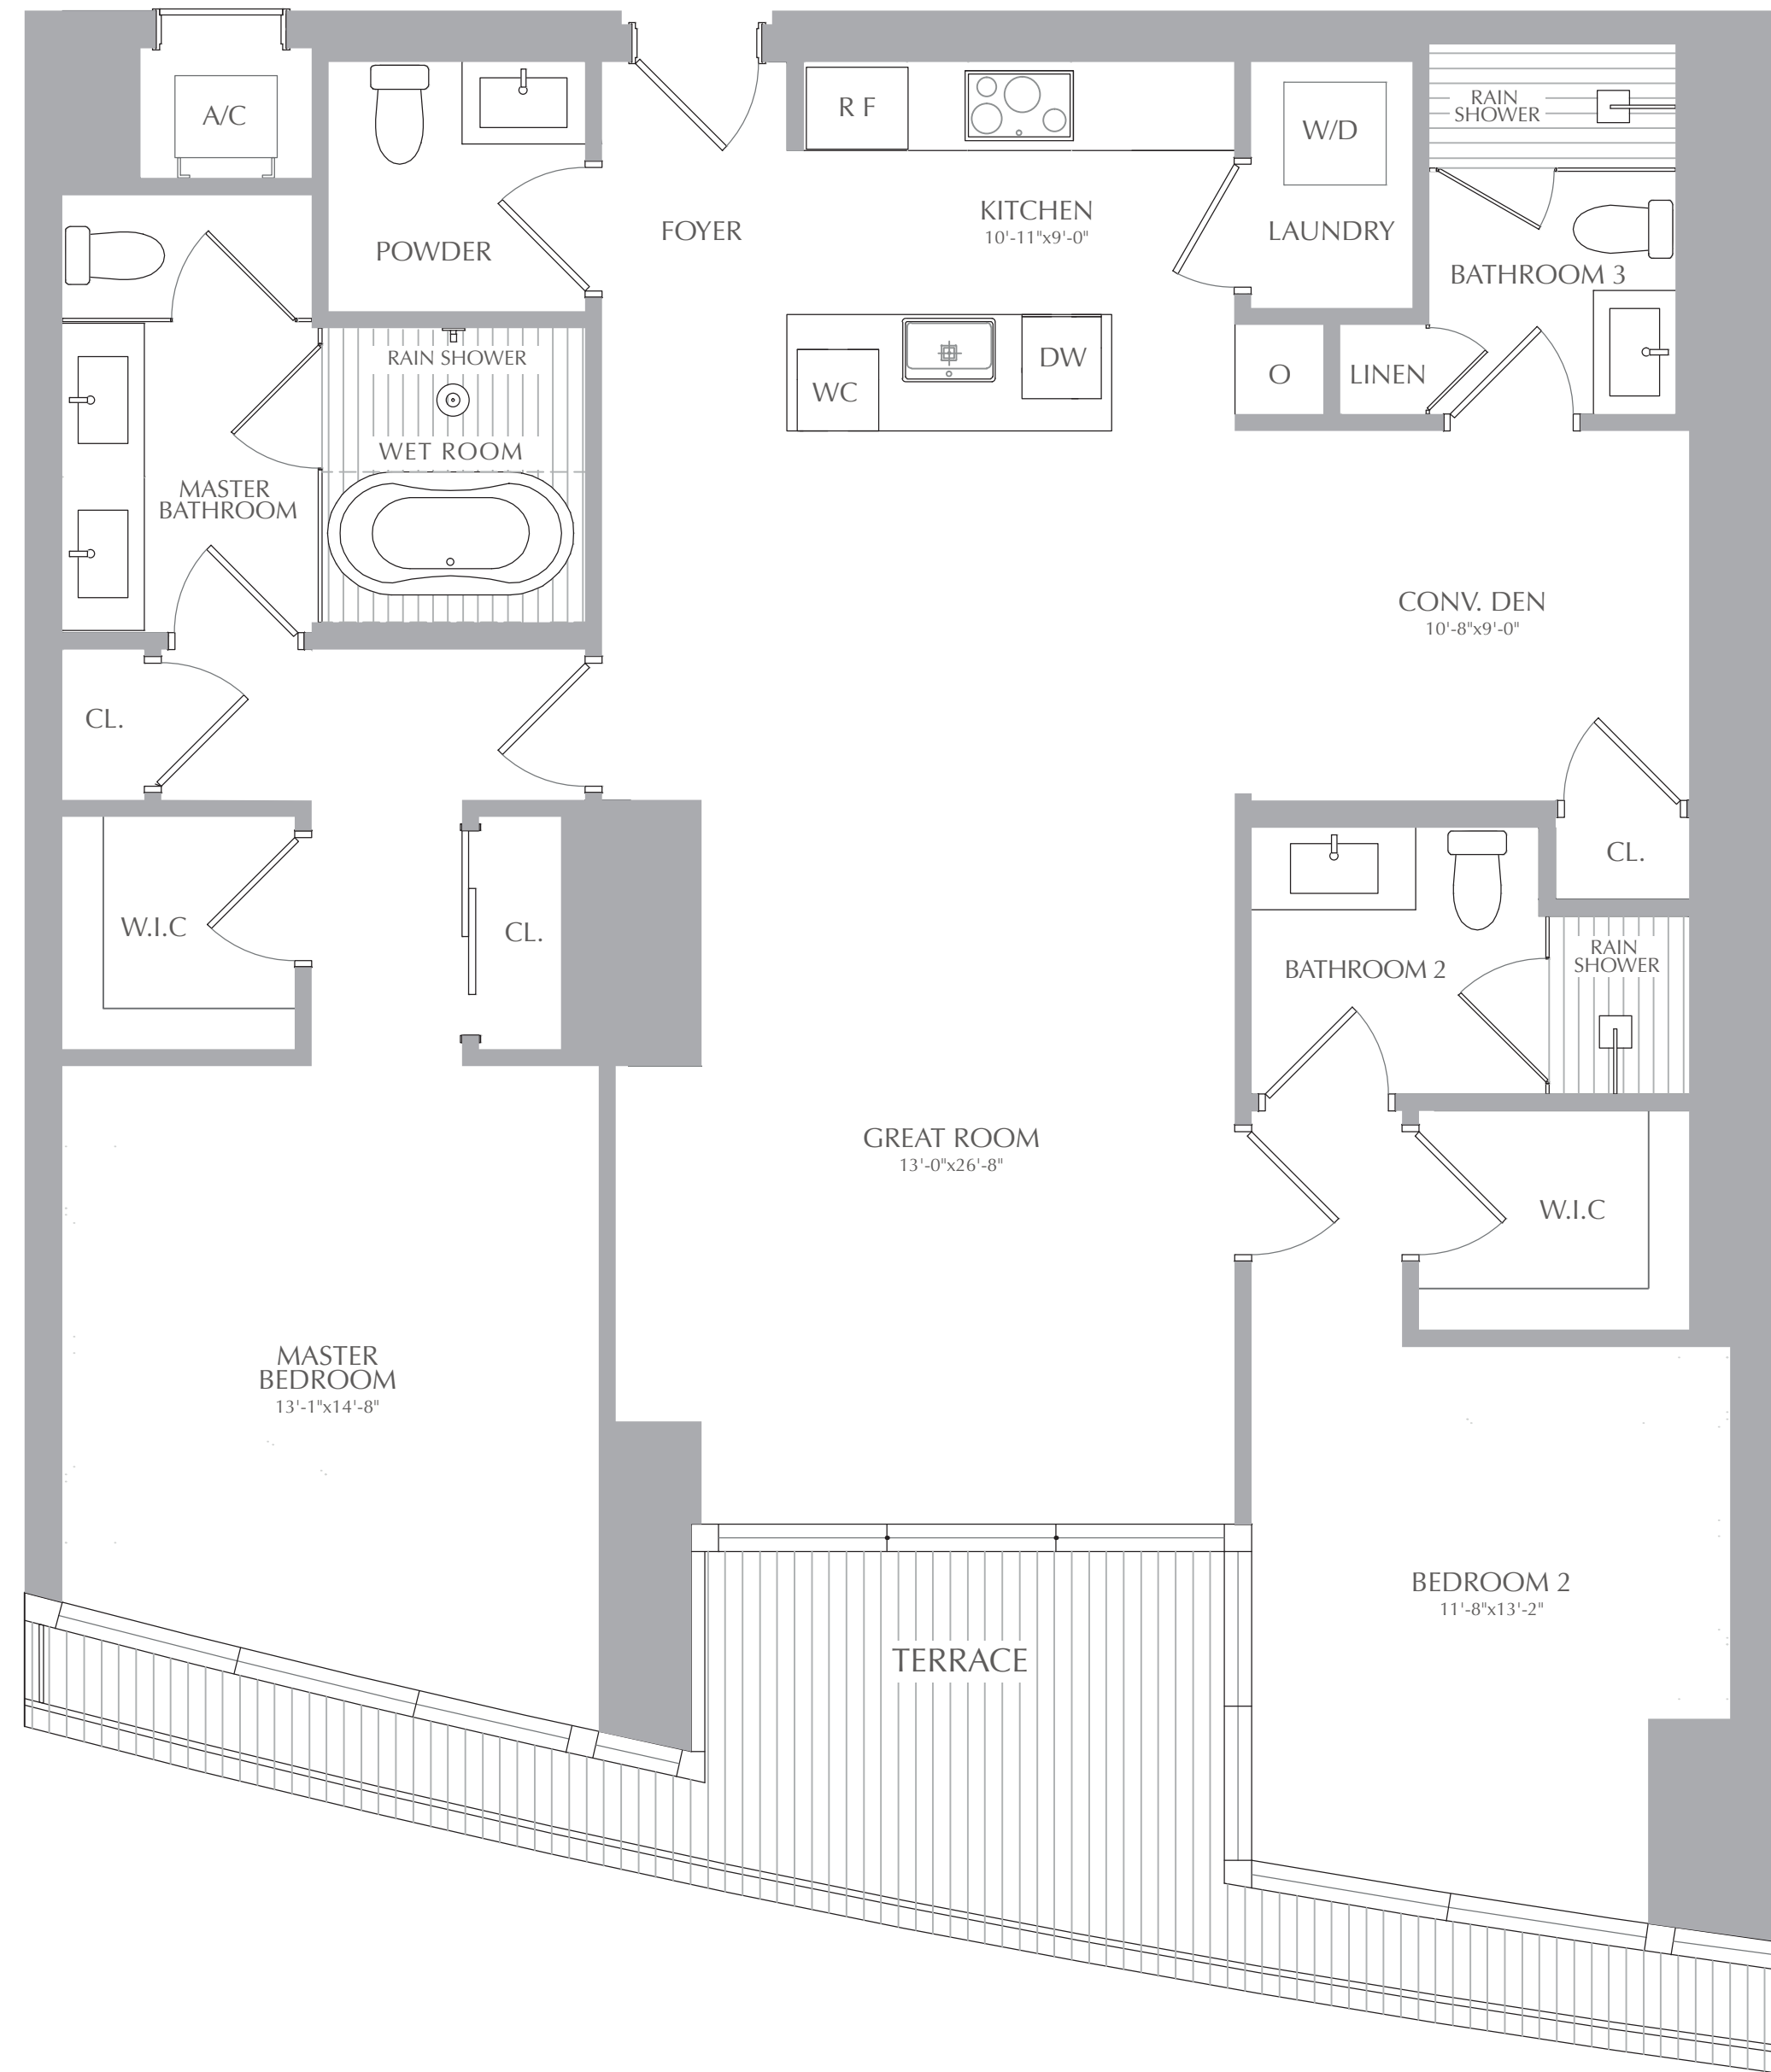 A/C
R F
W/D
RAIN
SHOWER
POWDER
FOYER
KITCHEN
10'-11"x9'-0"
LAUNDRY
BATHROOM 3
RAIN SHOWER
WC
DW
O
LINEN
WET ROOM
MASTER
BATHROOM
CONV. DEN
10'-8"x9'-0"
CL.
CL.
W.I.C
CL.
BATHROOM 2
RAIN
SHOWER
GREAT ROOM
13'-0"x26'-8"
W.I.C
MASTER
BEDROOM
13'-1"x14'-8"
BEDROOM 2
11'-8"x13'-2"
TERRACE